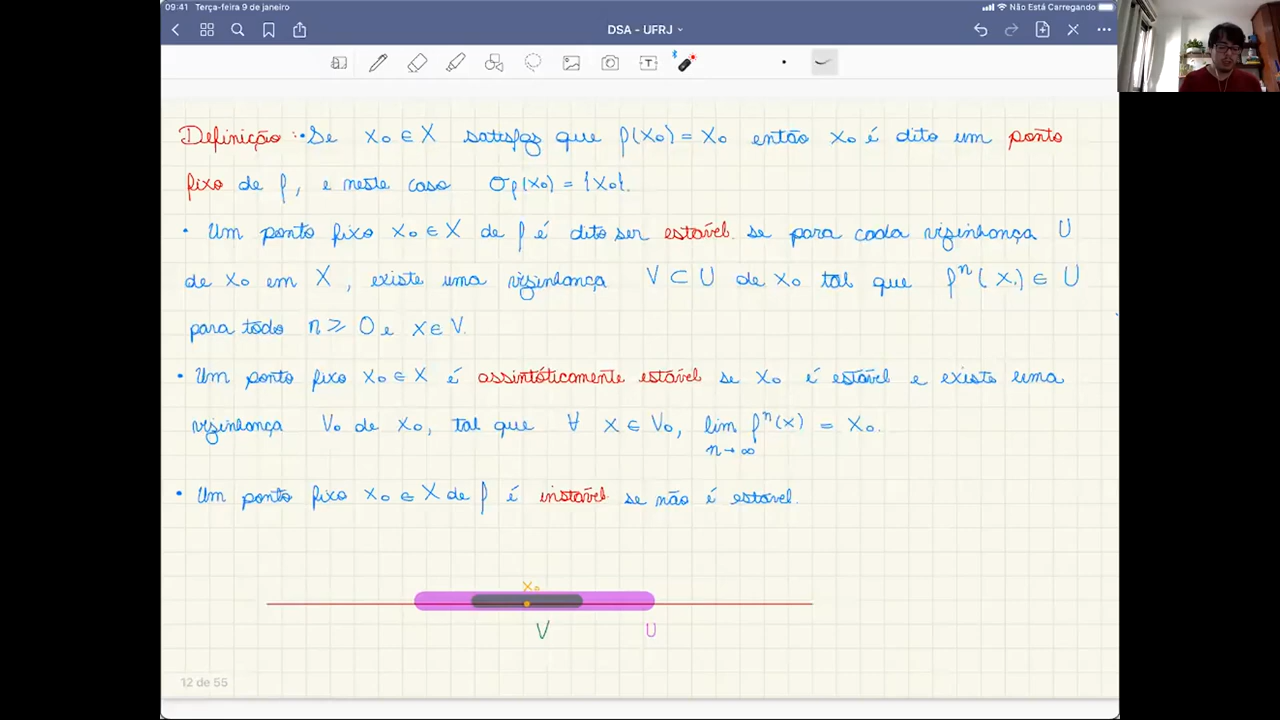 09:41 Terça-feira 9 de janeiro
Não Está Carregando
DSA - UFRJ
Definição: • Se x₀ ∈ X satisfaz que f(x₀) = x₀ então x₀ é dito um ponto
fixo de f, e neste caso O_f(x₀) = {x₀}.
• Um ponto fixo x₀ ∈ X de f é dito ser estável se para cada vizinhança U
de x₀ em X, existe uma vizinhança V ⊂ U de x₀ tal que fⁿ(x) ∈ U
para todo n ≥ 0 e x ∈ V.
• Um ponto fixo x₀ ∈ X é assintóticamente estável se x₀ é estável e existe uma
vizinhança V₀ de x₀, tal que ∀ x ∈ V₀, lim fⁿ(x) = x₀.
n→∞
• Um ponto fixo x₀ ∈ X de f é instável se não é estável.
x₀
V U
12 de 55